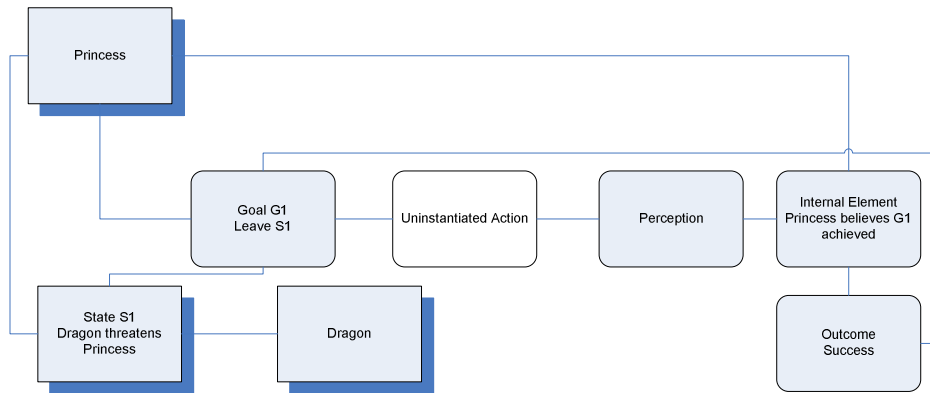 Princess
Goal G1
Leave S1
Uninstantiated Action
Perception
Internal Element
Princess believes G1
achieved
State S1
Dragon threatens
Princess
Dragon
Outcome
Success